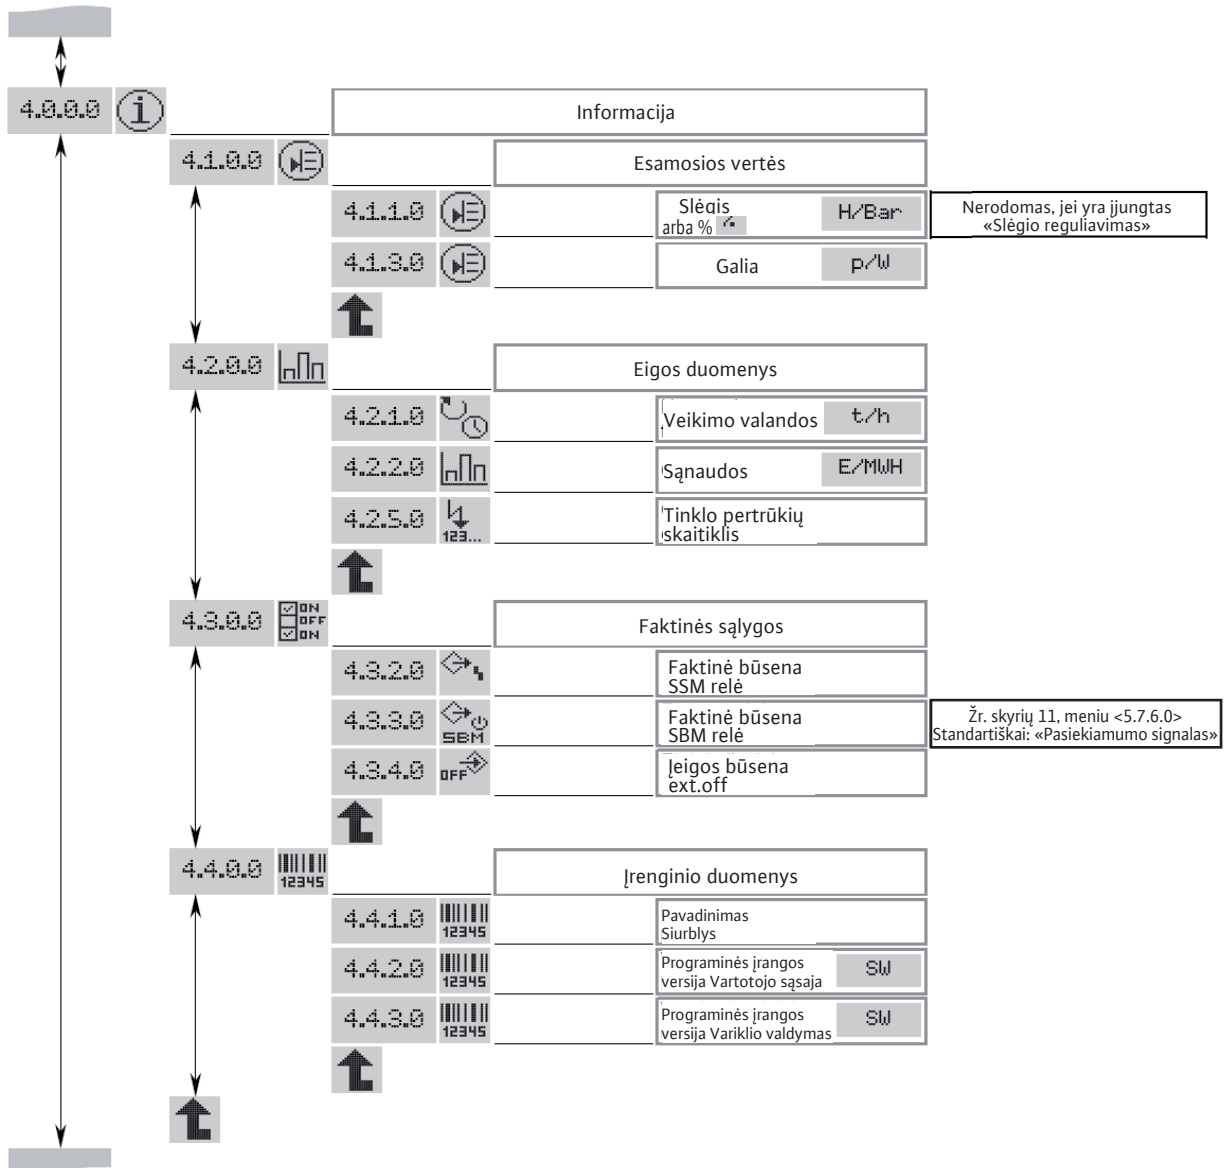 4.0.0.0 i Informacija
4.1.0.0 Esamosios vertės
4.1.1.0 Slėgis H/Bar Nerodomas, jei yra įjungtas
arba % % «Slėgio reguliavimas»
4.1.3.0 Galia p/W
4.2.0.0 Eigos duomenys
4.2.1.0 Veikimo valandos t/h
4.2.2.0 Sąnaudos E/MWH
4.2.5.0 123... Tinklo pertrūkių
skaitiklis
4.3.0.0 ON
OFF
ON
Faktinės sąlygos
4.3.2.0 Faktinė būsena
SSM relė
4.3.3.0 SBM Faktinė būsena
SBM relė
Žr. skyrių 11, meniu <5.7.6.0>
Standartiškai: «Pasiekiamumo signalas»
4.3.4.0 OFF Įeigos būsena
ext.off
4.4.0.0 12345 Įrenginio duomenys
4.4.1.0 12345 Pavadinimas
Siurblys
4.4.2.0 12345 Programinės įrangos
versija Vartotojo sąsaja SW
4.4.3.0 12345 Programinės įrangos
versija Variklio valdymas SW